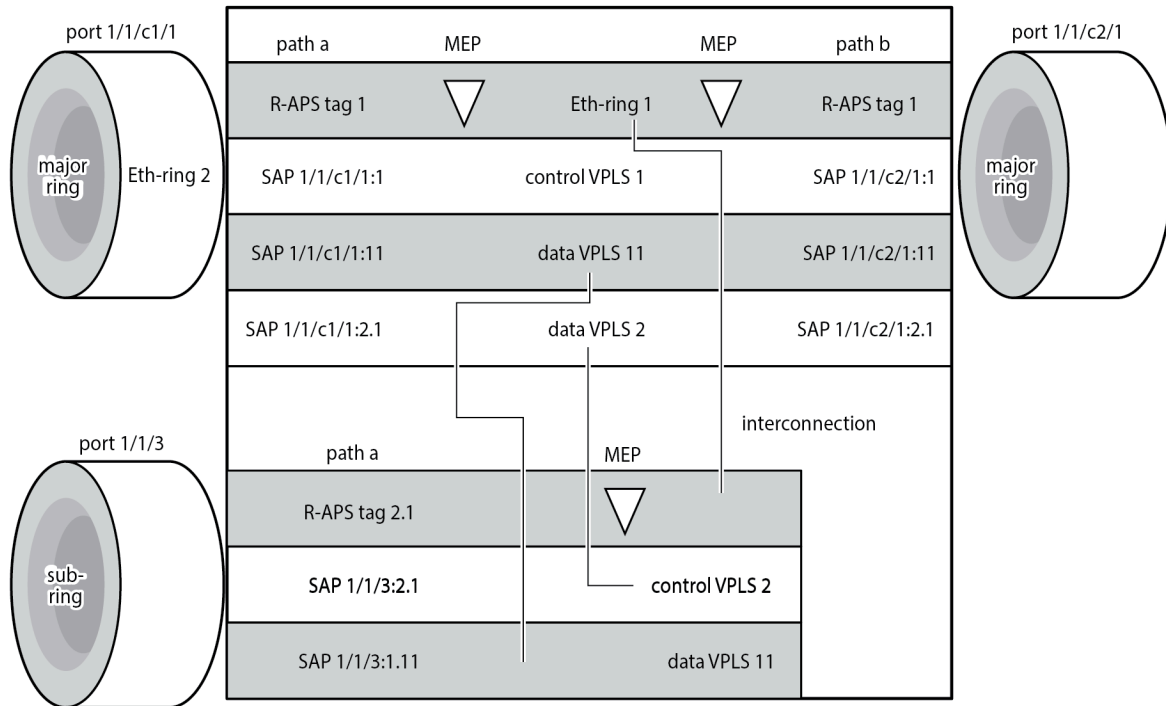 port 1/1/c1/1
port 1/1/c2/1
path a
MEP
MEP
path b
R-APS tag 1
Eth-ring 1
R-APS tag 1
major
ring
Eth-ring 2
SAP 1/1/c1/1:1
control VPLS 1
SAP 1/1/c2/1:1
major
ring
SAP 1/1/c1/1:11
data VPLS 11
SAP 1/1/c2/1:11
SAP 1/1/c1/1:2.1
data VPLS 2
SAP 1/1/c2/1:2.1
interconnection
port 1/1/3
path a
MEP
R-APS tag 2.1
sub-
ring
SAP 1/1/3:2.1
control VPLS 2
SAP 1/1/3:1.11
data VPLS 11